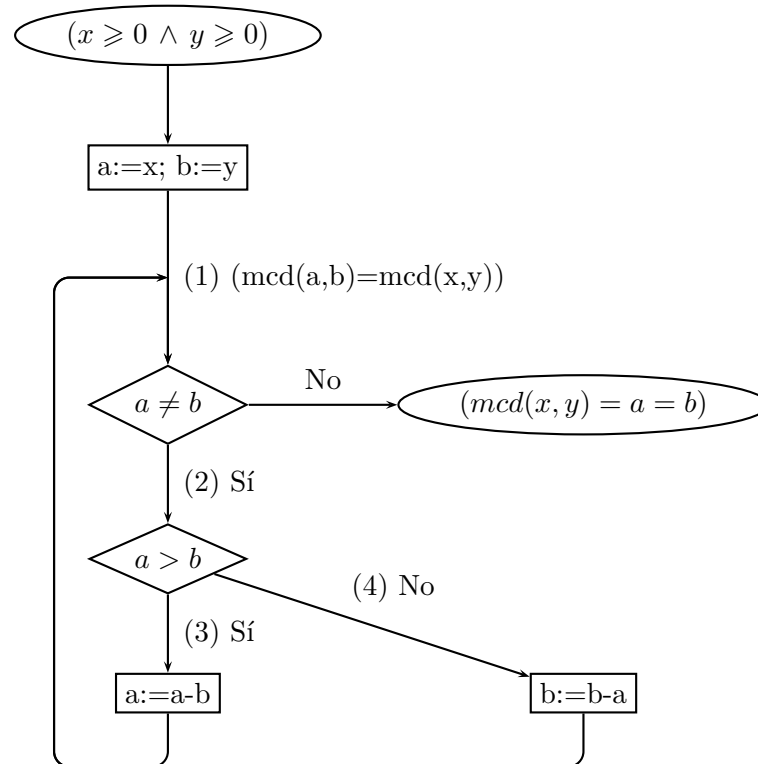 (x ⩾ 0 ∧ y ⩾ 0)
a:=x; b:=y
(1) (mcd(a,b)=mcd(x,y))
a ≠ b
No
(mcd(x, y) = a = b)
(2) Sí
a > b
(4) No
(3) Sí
a:=a-b
b:=b-a